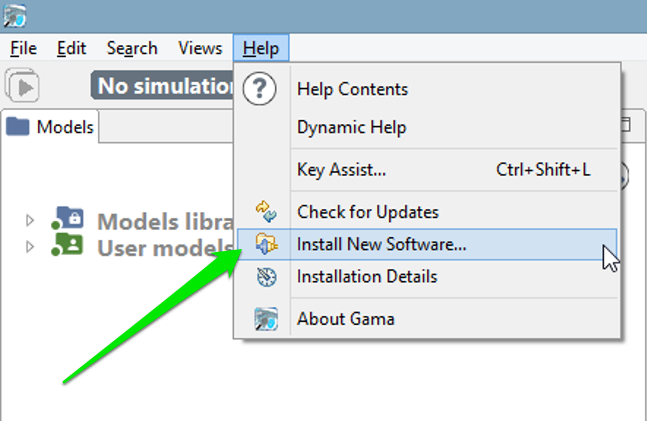 File Edit Search Views Help
No simulation
Models
Help Contents
Dynamic Help
Key Assist... Ctrl+Shift+L
Check for Updates
Models libra
Install New Software...
User models
Installation Details
About Gama